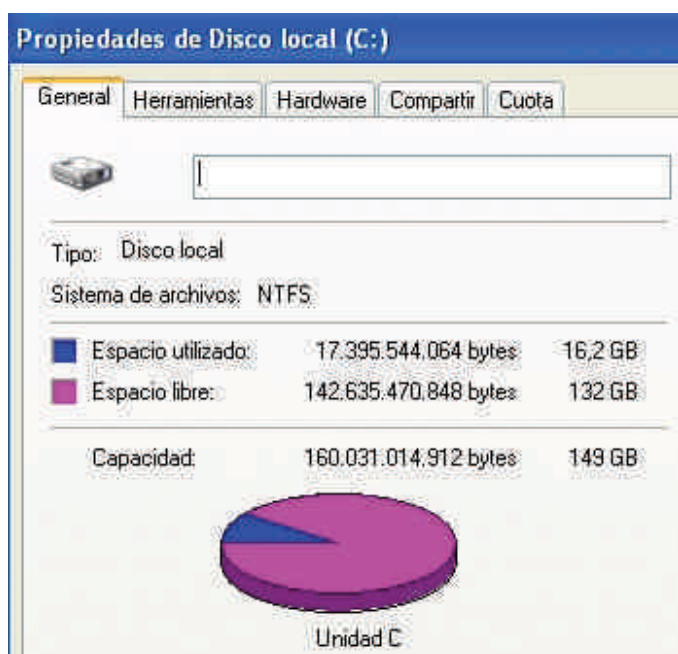 Propiedades de Disco local (C:)
General Herramientas Hardware Compartir Cuota
Tipo: Disco local
Sistema de archivos: NTFS
Espacio utilizado: 17.395.544.064 bytes 16,2 GB
Espacio libre: 142.635.470.848 bytes 132 GB
Capacidad: 160.031.014.912 bytes 149 GB
Unidad C